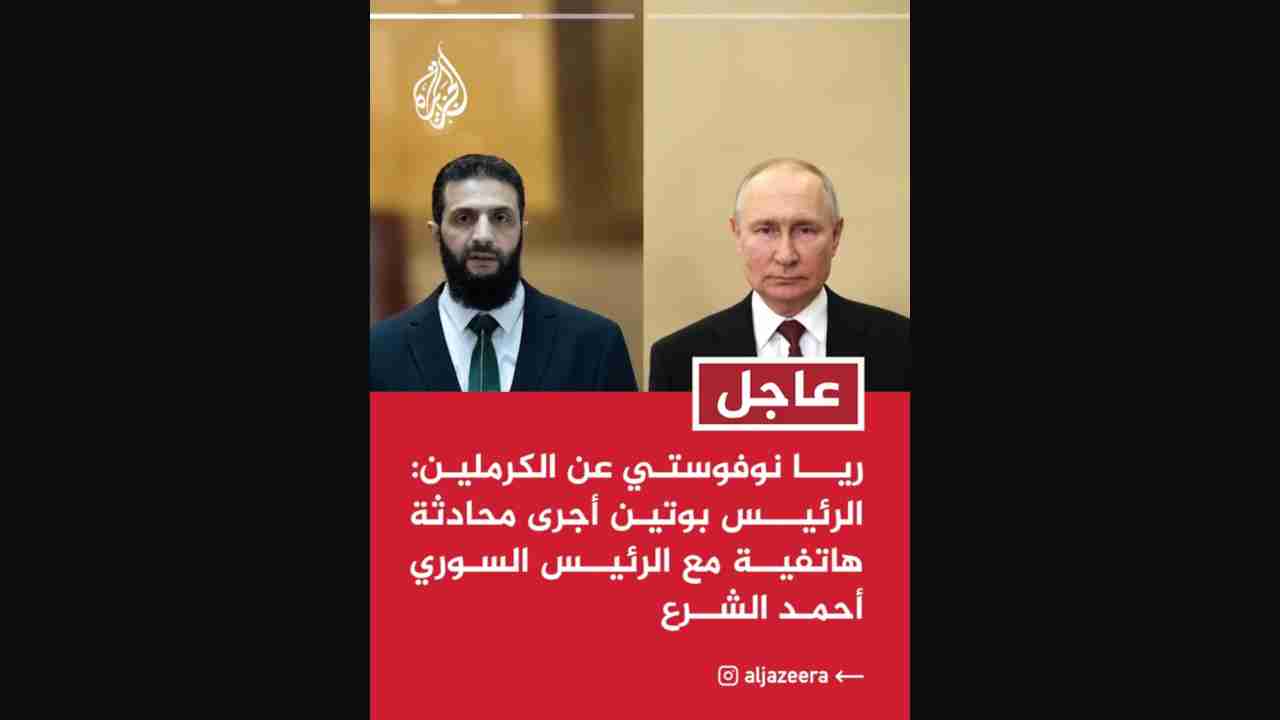 الجزيرة
عاجل
ريا نوفوستي عن الكرملين:
الرئيس بوتين أجرى محادثة
هاتفية مع الرئيس السوري
أحمد الشرع
aljazeera